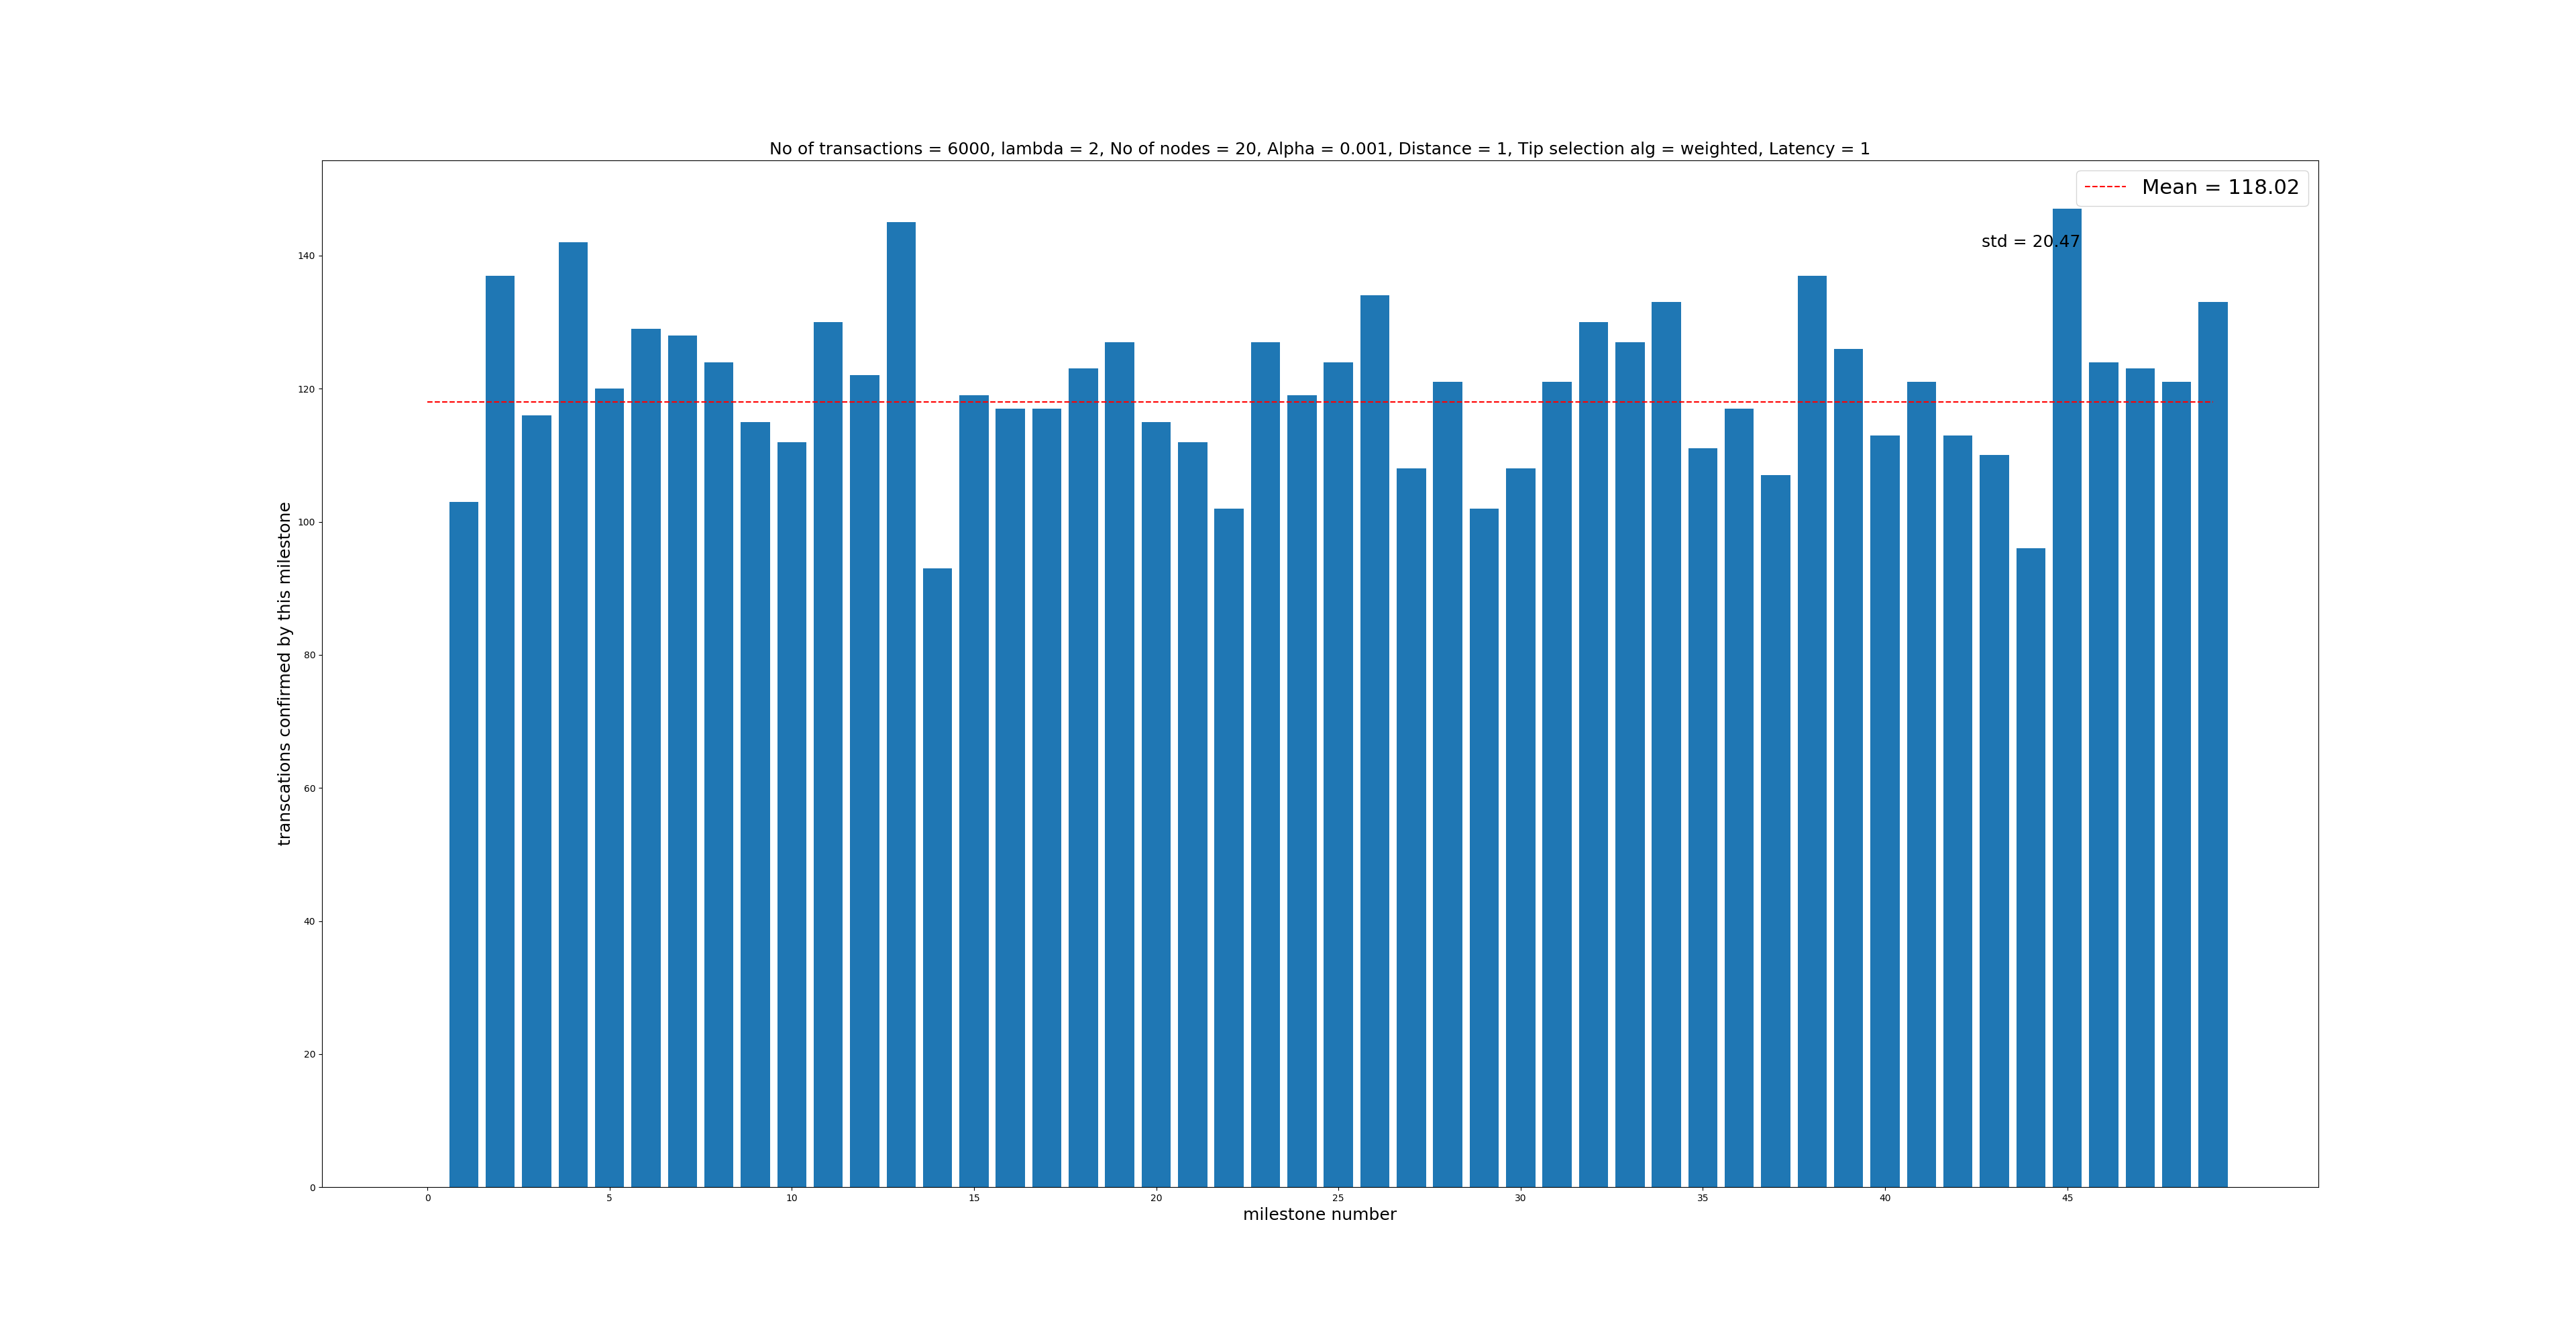 No of transactions = 6000, lambda = 2, No of nodes = 20, Alpha = 0.001, Distance = 1, Tip selection alg = weighted, Latency = 1
Mean = 118.02
std = 20.47
transcations confirmed by this milestone
140
120
100
80
60
40
20
0
0 5 10 15 20 25 30 35 40 45
milestone number